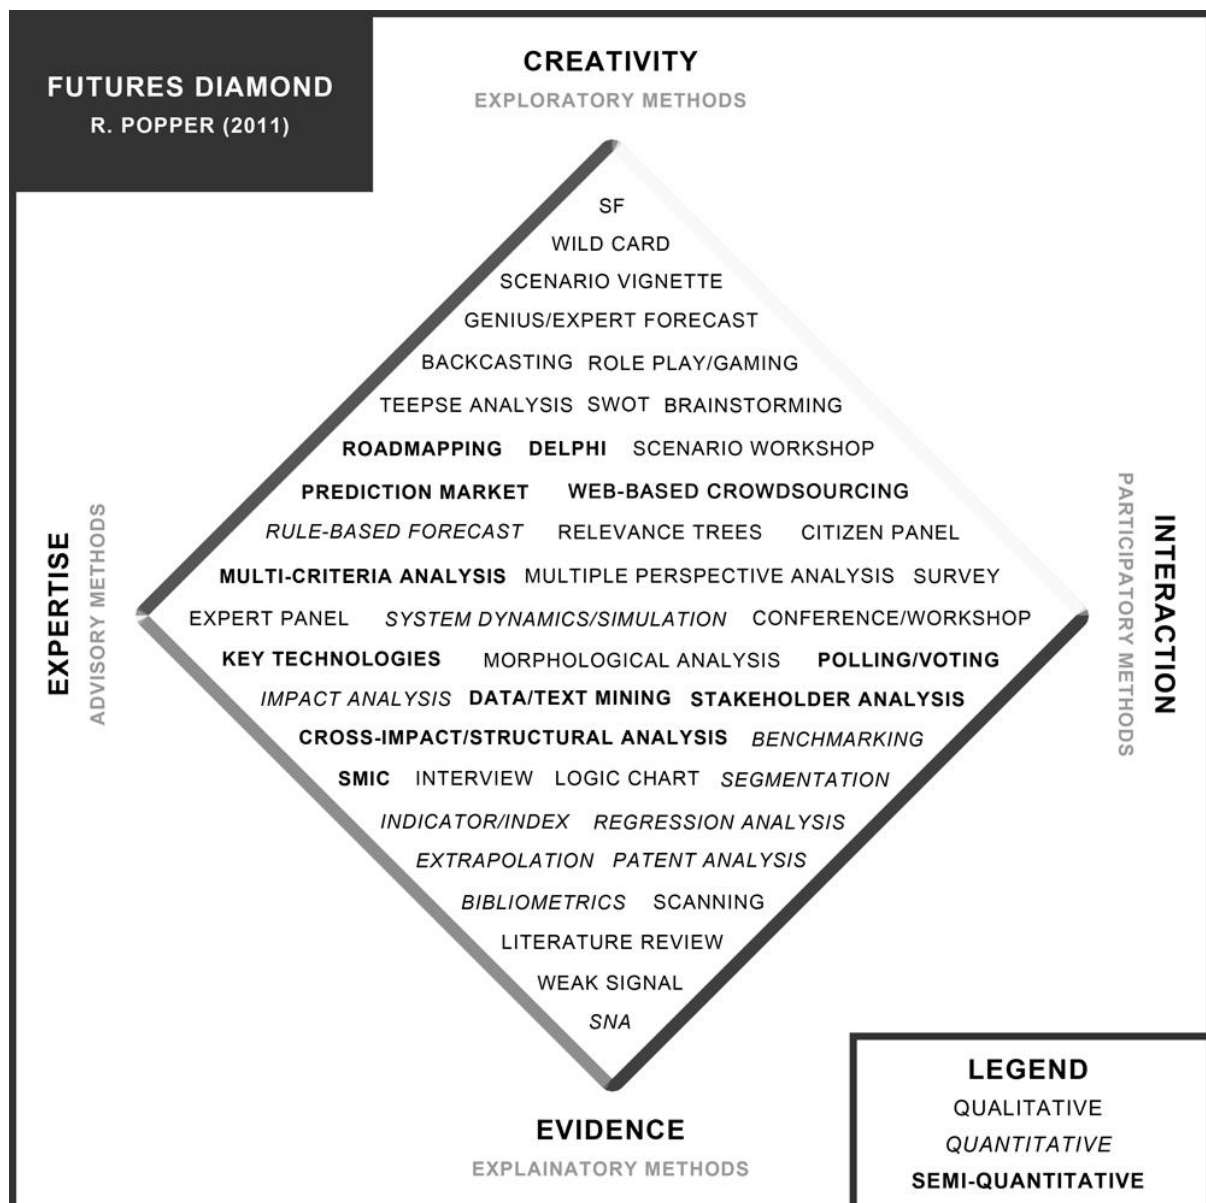 FUTURES DIAMOND
R. POPPER (2011)
CREATIVITY
EXPLORATORY METHODS
SF
WILD CARD
SCENARIO VIGNETTE
GENIUS/EXPERT FORECAST
BACKCASTING ROLE PLAY/GAMING
TEEPSE ANALYSIS SWOT BRAINSTORMING
ROADMAPPING DELPHI SCENARIO WORKSHOP
PREDICTION MARKET WEB-BASED CROWDSOURCING
RULE-BASED FORECAST RELEVANCE TREES CITIZEN PANEL
MULTI-CRITERIA ANALYSIS MULTIPLE PERSPECTIVE ANALYSIS SURVEY
EXPERT PANEL SYSTEM DYNAMICS/SIMULATION CONFERENCE/WORKSHOP
KEY TECHNOLOGIES MORPHOLOGICAL ANALYSIS POLLING/VOTING
IMPACT ANALYSIS DATA/TEXT MINING STAKEHOLDER ANALYSIS
CROSS-IMPACT/STRUCTURAL ANALYSIS BENCHMARKING
SMIC INTERVIEW LOGIC CHART SEGMENTATION
INDICATOR/INDEX REGRESSION ANALYSIS
EXTRAPOLATION PATENT ANALYSIS
BIBLIOMETRICS SCANNING
LITERATURE REVIEW
WEAK SIGNAL
SNA
EXPERTISE
ADVISORY METHODS
PARTICIPATORY METHODS
INTERACTION
EVIDENCE
EXPLAINATORY METHODS
LEGEND
QUALITATIVE
QUANTITATIVE
SEMI-QUANTITATIVE